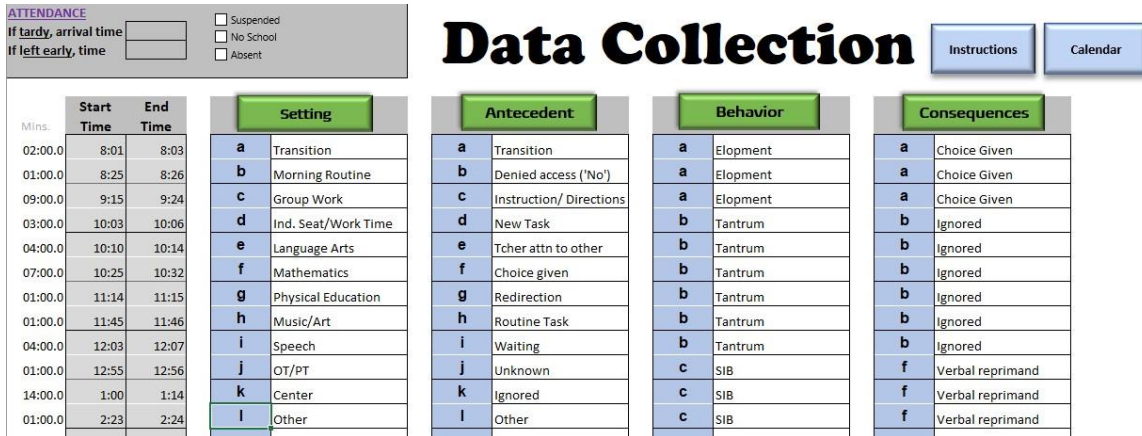 ATTENDANCE
If tardy, arrival time
If left early, time
Suspended
No School
Absent
Data Collection
Instructions
Calendar
Mins. Start Time End Time Setting Antecedent Behavior Consequences
02:00.0 8:01 8:03 a Transition a Transition a Elopment a Choice Given
01:00.0 8:25 8:26 b Morning Routine b Denied access ('No') a Elopment a Choice Given
09:00.0 9:15 9:24 c Group Work c Instruction/ Directions a Elopment a Choice Given
03:00.0 10:03 10:06 d Ind. Seat/Work Time d New Task b Tantrum b Ignored
04:00.0 10:10 10:14 e Language Arts e Tcher attn to other b Tantrum b Ignored
07:00.0 10:25 10:32 f Mathematics f Choice given b Tantrum b Ignored
01:00.0 11:14 11:15 g Physical Education g Redirection b Tantrum b Ignored
01:00.0 11:45 11:46 h Music/Art h Routine Task b Tantrum b Ignored
04:00.0 12:03 12:07 i Speech i Waiting b Tantrum b Ignored
01:00.0 12:55 12:56 j OT/PT j Unknown c SIB f Verbal reprimand
14:00.0 1:00 1:14 k Center k Ignored c SIB f Verbal reprimand
01:00.0 2:23 2:24 l Other l Other c SIB f Verbal reprimand